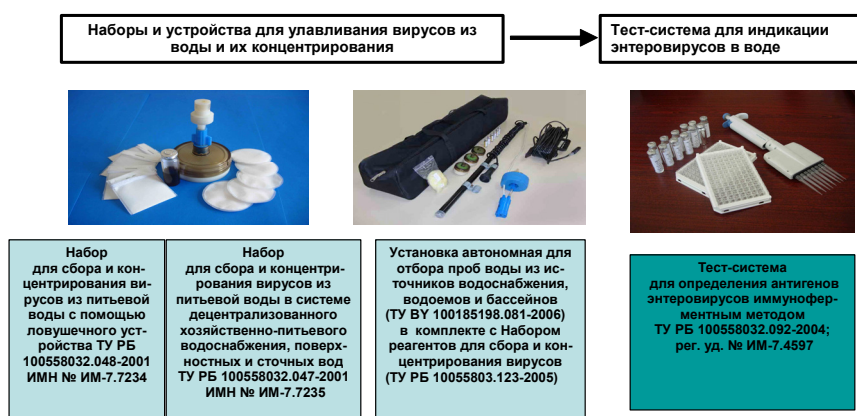 Наборы и устройства для улавливания вирусов из
воды и их концентрирования
Тест-система для индикации
энтеровирусов в воде
Набор
для сбора и кон-
центрирования ви-
русов из питьевой
воды с помощью
ловушечного уст-
ройства ТУ РБ
100558032.048-2001
ИМН № ИМ-7.7234
Набор
для сбора и концентри-
рования вирусов из
питьевой воды в системе
децентрализованного
хозяйственно-питьевого
водоснабжения, поверх-
ностных и сточных вод
ТУ РБ 100558032.047-2001
ИМН № ИМ-7.7235
Установка автономная для
отбора проб воды из ис-
точников водоснабжения,
водоемов и бассейнов
(ТУ BY 100185198.081-2006)
в комплекте с Набором
реагентов для сбора и кон-
центрирования вирусов
(ТУ РБ 10055803.123-2005)
Тест-система
для определения антигенов
энтеровирусов иммунофер-
ментным методом
ТУ РБ 100558032.092-2004;
рег. уд. № ИМ-7.4597